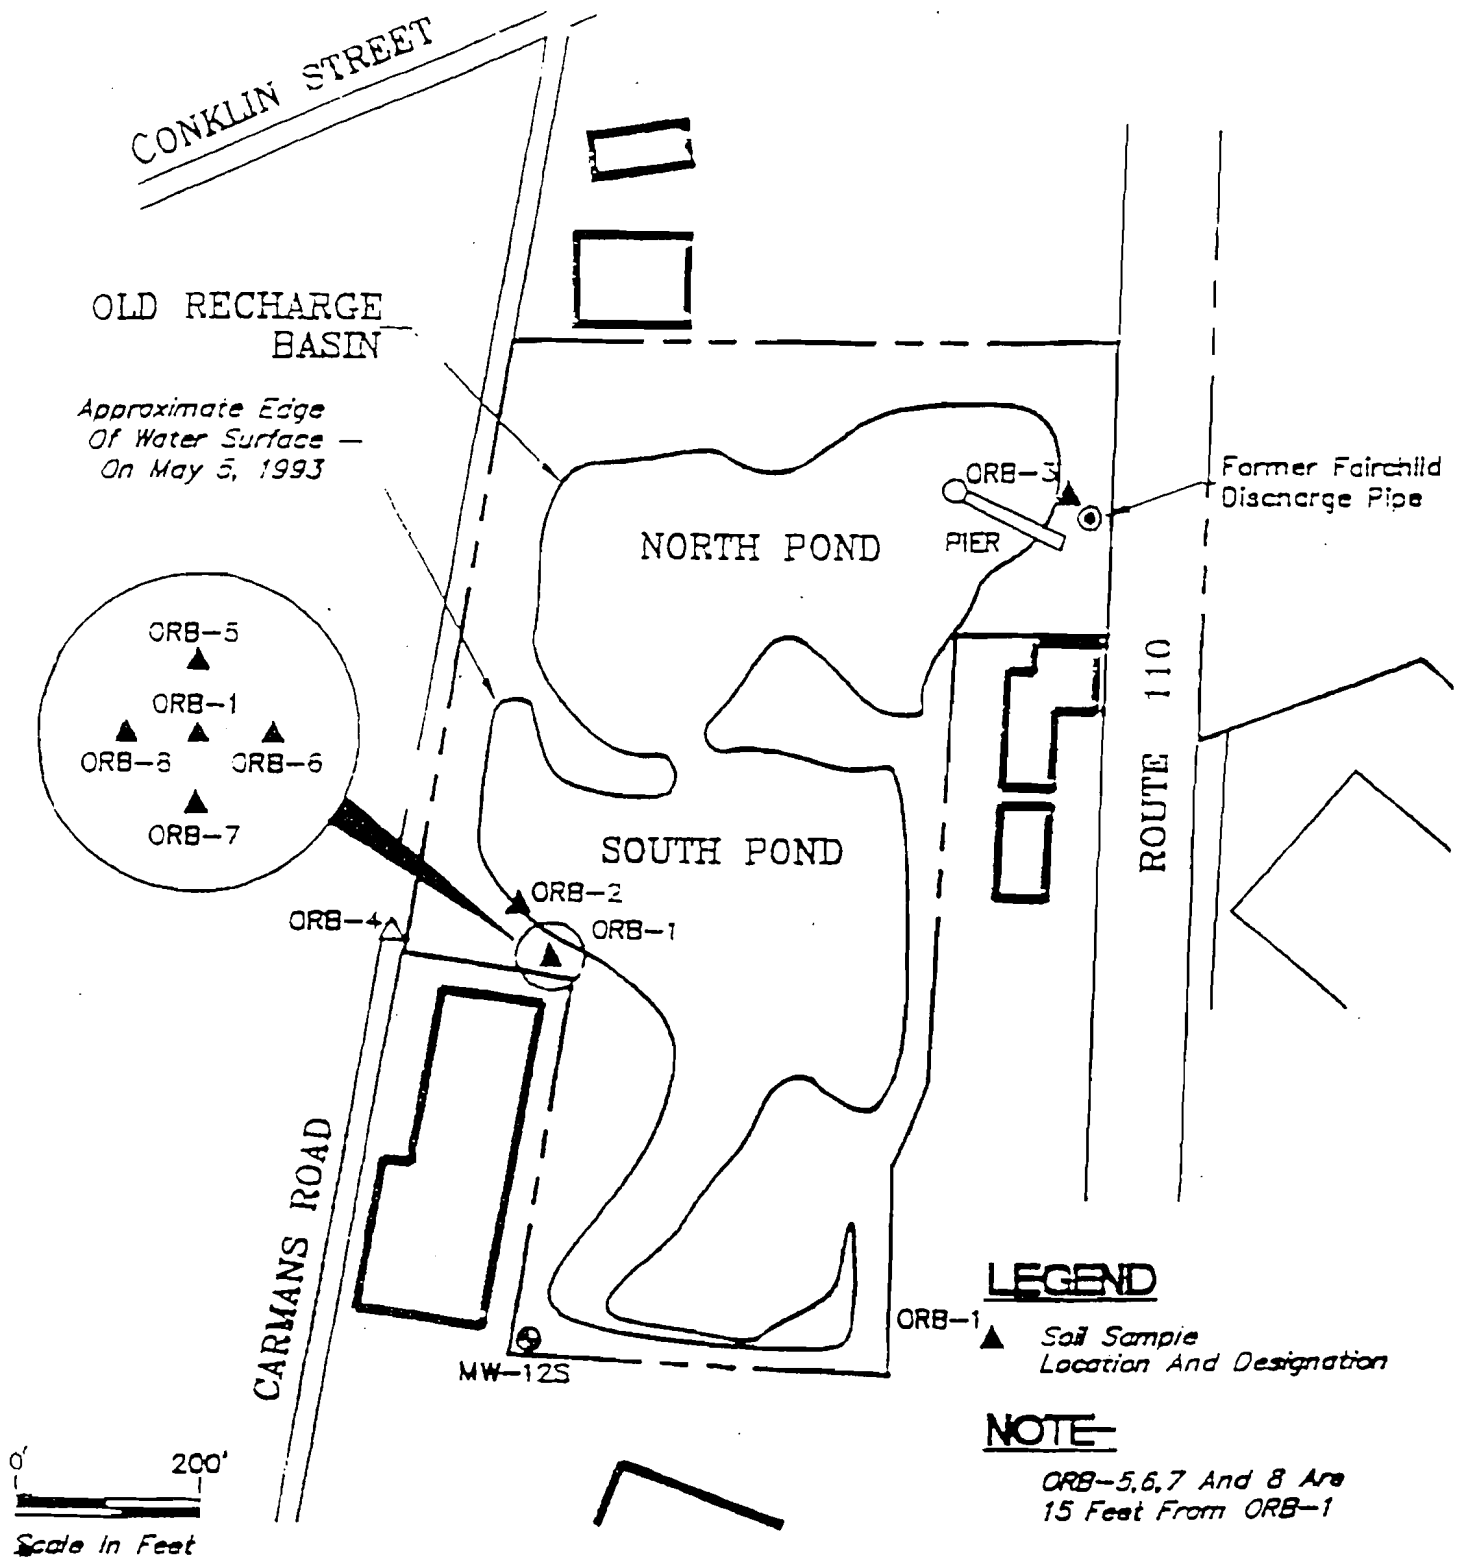 CONKLIN STREET
OLD RECHARGE
BASIN
Approximate Edge
Of Water Surface —
On May 5, 1993
ORB-3
Former Fairchild
Discharge Pipe
NORTH POND
PIER
ORB-5
ORB-1
ORB-8
ORB-6
ORB-7
ROUTE 110
SOUTH POND
ORB-2
ORB-4
ORB-1
CARMANS ROAD
MW-12S
LEGEND
ORB-1
Soil Sample
Location And Designation
NOTE
ORB-5,6,7 And 8 Are
15 Feet From ORB-1
0'
200'
Scale In Feet